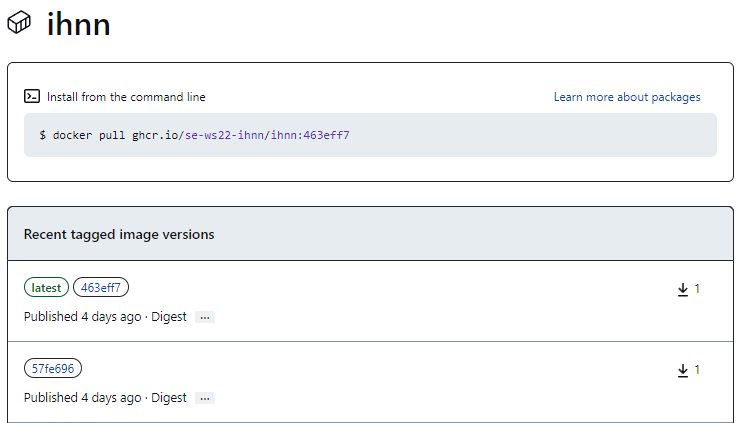 ihnn
Install from the command line
Learn more about packages
$ docker pull ghcr.io/se-ws22-ihnn/ihnn:463eff7
Recent tagged image versions
latest 463eff7
1
Published 4 days ago · Digest ...
57fe696
1
Published 4 days ago · Digest ...